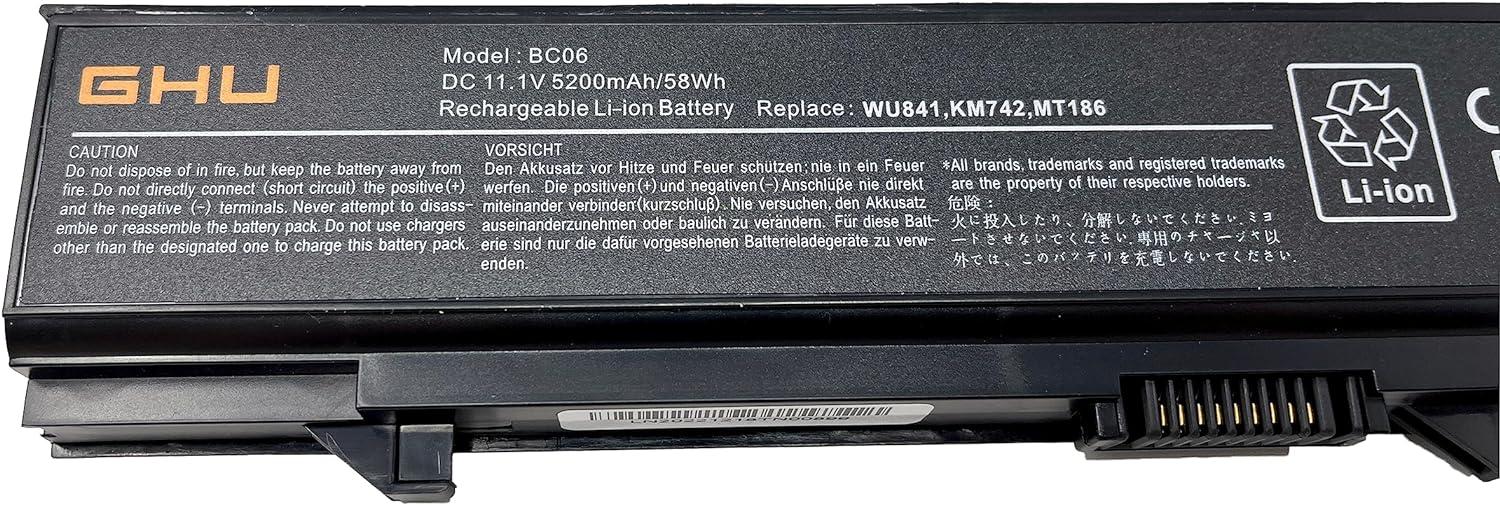 GHU
Model : BC06
DC 11.1V 5200mAh/58Wh
Rechargeable Li-ion Battery Replace : WU841,KM742,MT186
CAUTION
Do not dispose of in fire, but keep the battery away from
fire. Do not directly connect (short circuit) the positive(+)
and the negative (-) terminals. Never attempt to disass-
emble or reassemble the battery pack. Do not use chargers
other than the designated one to charge this battery pack.
VORSICHT
Den Akkusatz vor Hitze und Feuer schützen; nie in ein Feuer
werfen. Die positiven(+)und negativen(-)Anschlüße nie direkt
miteinander verbinden(kurzschluß). Nie versuchen,den Akkusatz
auseinanderzunehmen oder baulich zu verändern. Für diese Batt-
erie sind nur die dafür vorgesehenen Batterieladegeräte zu verw-
enden.
*All brands, trademarks and registered trademarks
are the property of their respective holders.
危険：
火に投入したり、分解しないでください.ミヨ
ートさせないでください.専用のチャージャ以
外では、このバッテリを充電しないでください.
Li-ion